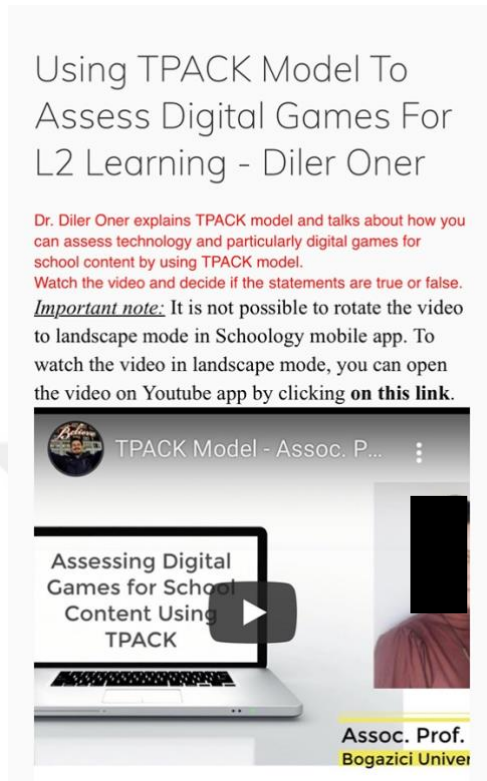 Using TPACK Model To
Assess Digital Games For
L2 Learning - Diler Oner
Dr. Diler Oner explains TPACK model and talks about how you
can assess technology and particularly digital games for
school content by using TPACK model.
Watch the video and decide if the statements are true or false.
Important note: It is not possible to rotate the video
to landscape mode in Schoology mobile app. To
watch the video in landscape mode, you can open
the video on Youtube app by clicking on this link.
Believe
TPACK Model - Assoc. P...
Assessing Digital
Games for School
Content Using
TPACK
Assoc. Prof.
Bogazici Univer